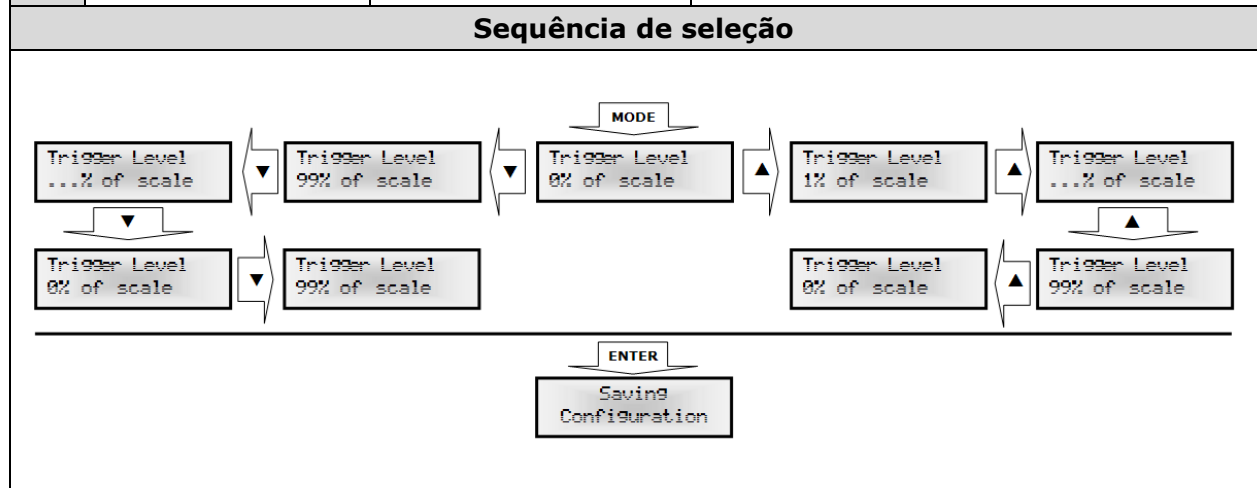 Sequência de seleção
MODE
Trigger Level
...% of scale
▼
Trigger Level
99% of scale
▼
Trigger Level
0% of scale
▲
Trigger Level
1% of scale
▲
Trigger Level
...% of scale
▼
▲
Trigger Level
0% of scale
▼
Trigger Level
99% of scale
Trigger Level
0% of scale
▲
Trigger Level
99% of scale
ENTER
Saving
Configuration